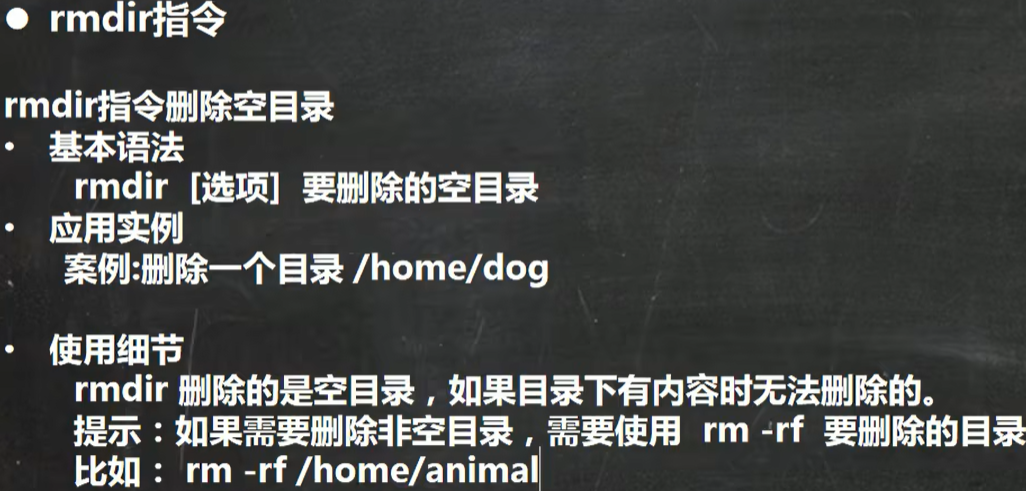 ● rmdir指令
rmdir指令删除空目录
• 基本语法
rmdir [选项] 要删除的空目录
• 应用实例
案例:删除一个目录 /home/dog
• 使用细节
rmdir 删除的是空目录，如果目录下有内容时无法删除的。
提示：如果需要删除非空目录，需要使用 rm -rf 要删除的目录
比如： rm -rf /home/animal